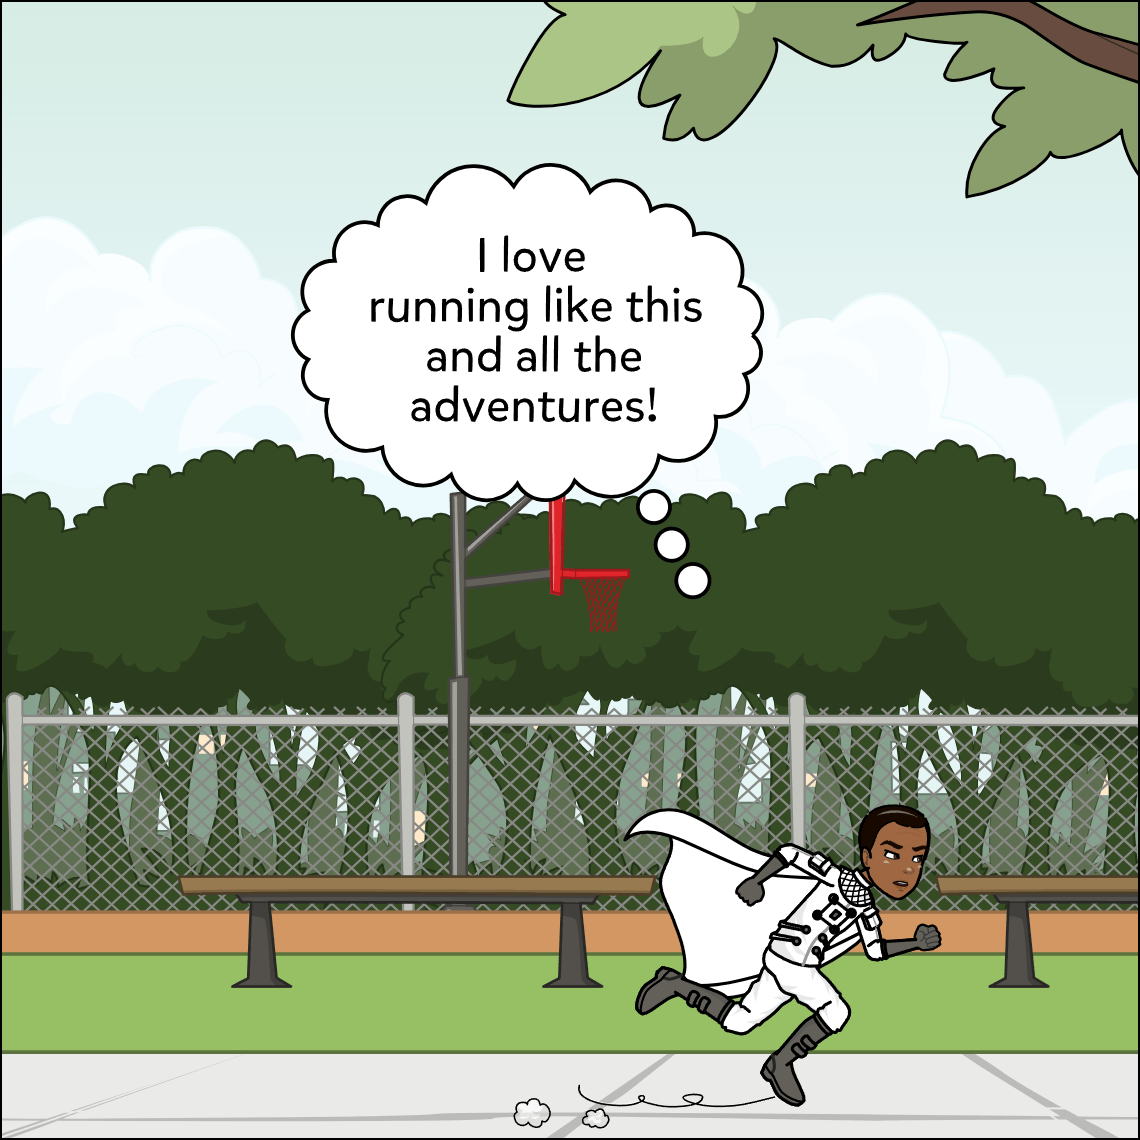 I love
running like this
and all the
adventures!